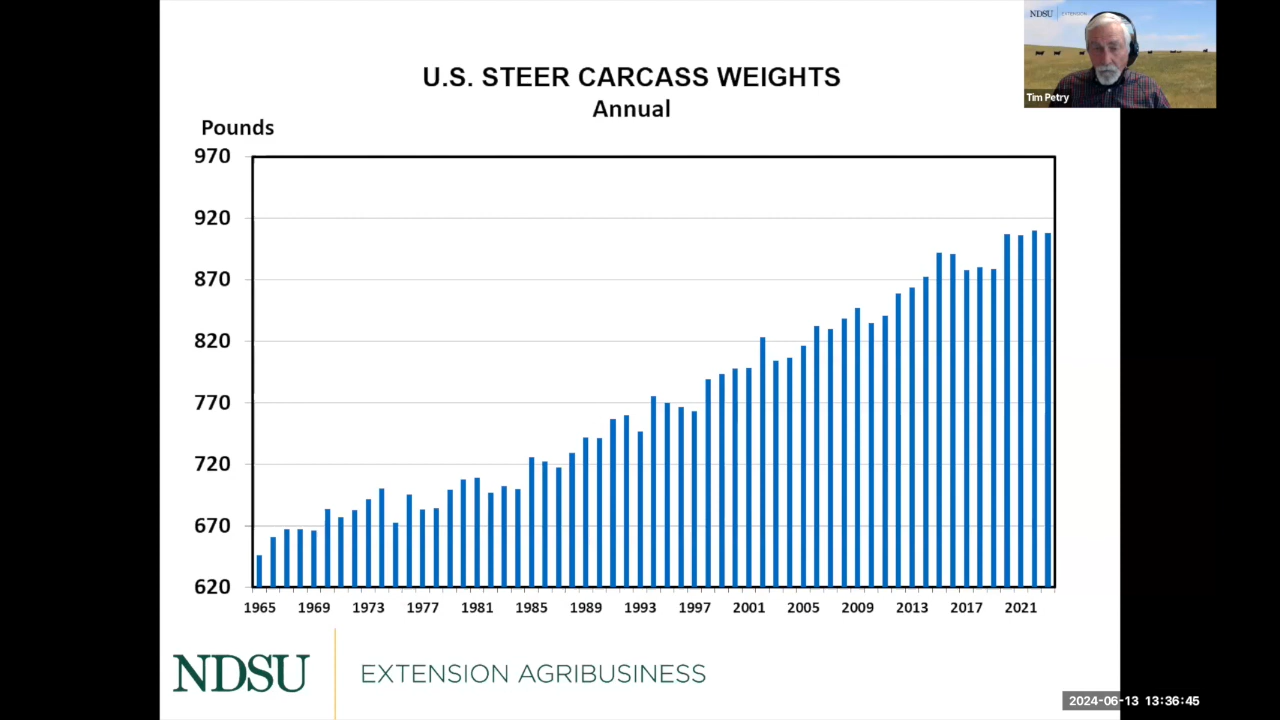 NDSU EXTENSION
Tim Petry
U.S. STEER CARCASS WEIGHTS
Annual
Pounds
970
920
870
820
770
720
670
620
1965 1969 1973 1977 1981 1985 1989 1993 1997 2001 2005 2009 2013 2017 2021
NDSU EXTENSION AGRIBUSINESS
2024-06-13 13:36:45